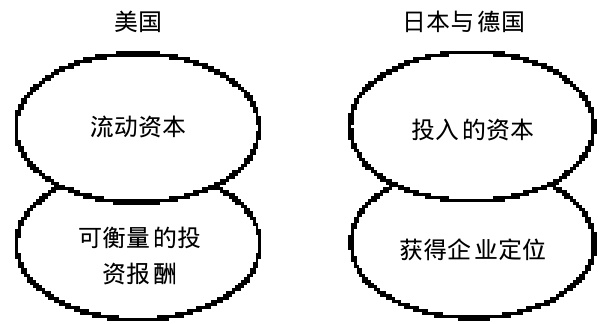 美国
日本与德国
流动资本
投入的资本
可衡量的投
资报酬
获得企业定位